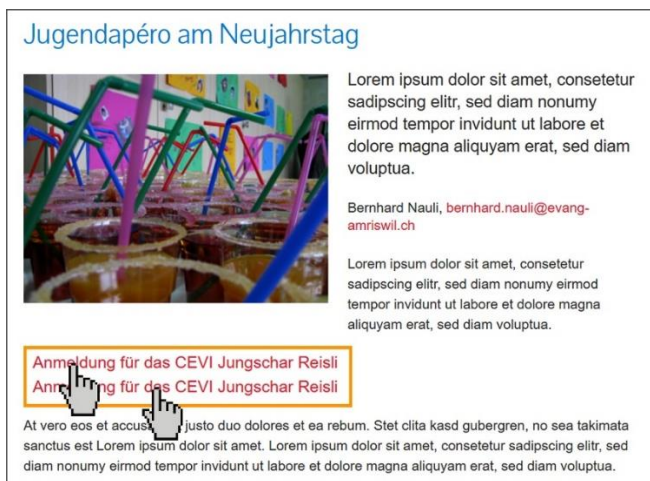 Jugendapéro am Neujahrstag
Lorem ipsum dolor sit amet, consetetur
sadipscing elitr, sed diam nonumy
eirmod tempor invidunt ut labore et
dolore magna aliquyam erat, sed diam
voluptua.
Bernhard Nauli, bernhard.nauli@evang-
amriswil.ch
Lorem ipsum dolor sit amet, consetetur
sadipscing elitr, sed diam nonumy eirmod
tempor invidunt ut labore et dolore magna
aliquyam erat, sed diam voluptua.
Anmeldung für das CEVI Jungschar Reisli
für das CEVI Jungschar Reisli
At vero eos et justo duo dolores et ea rebum. Stet clita kasd gubergren, no sea takimata
sanctus est Lorem ipsum dolor sit amet. Lorem ipsum dolor sit amet, consetetur sadipscing elitr, sed
diam nonumy eirmod tempor invidunt ut labore et dolore magna aliquyam erat, sed diam voluptua.